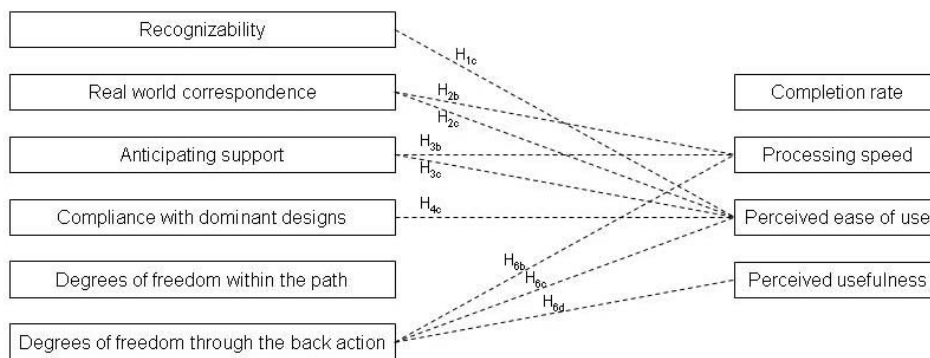 Recognizability
Real world correspondence
Anticipating support
Compliance with dominant designs
Degrees of freedom within the path
Degrees of freedom through the back action
H1c
H2b
H2c
H3b
H3c
H4c
H6b
H6c
H6d
Completion rate
Processing speed
Perceived ease of use
Perceived usefulness